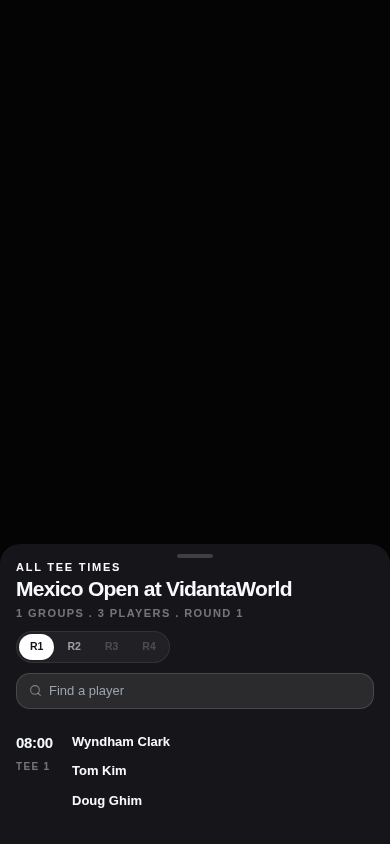 ALL TEE TIMES
Mexico Open at VidantaWorld
1 GROUPS . 3 PLAYERS . ROUND 1
R1 R2 R3 R4
Find a player
08:00 Wyndham Clark
TEE 1 Tom Kim
Doug Ghim